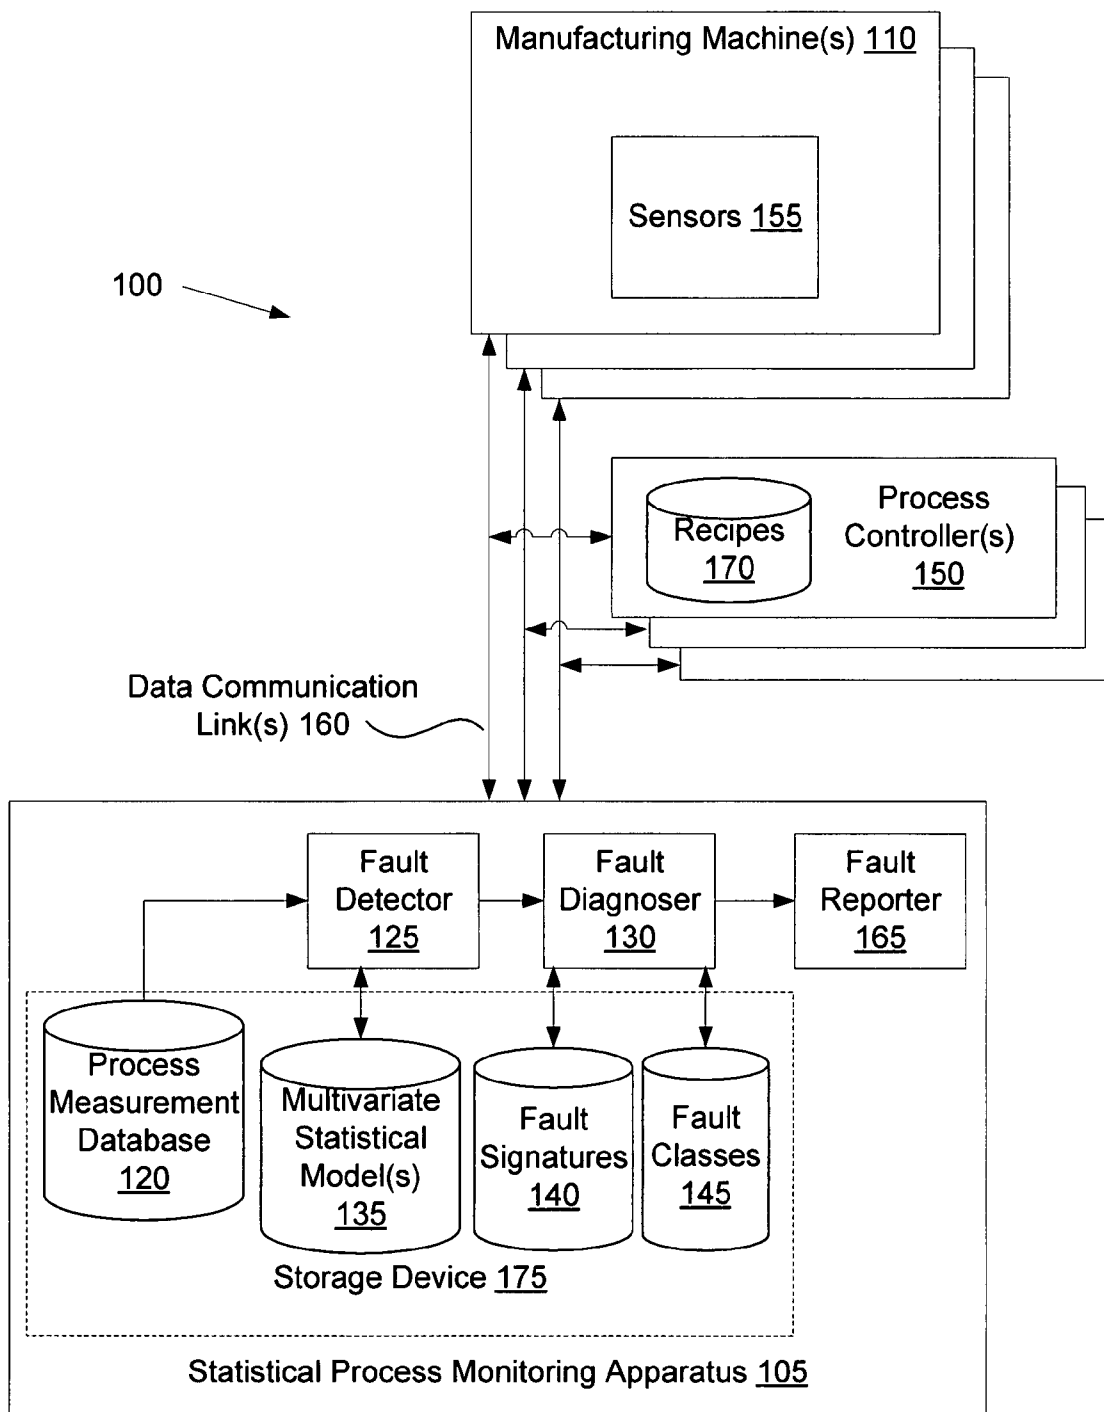 Manufacturing Machine(s) 110
Sensors 155
100
Recipes
170
Process
Controller(s)
150
Data Communication
Link(s) 160
Fault
Detector
125
Fault
Diagnoser
130
Fault
Reporter
165
Process
Measurement
Database
120
Multivariate
Statistical
Model(s)
135
Fault
Signatures
140
Fault
Classes
145
Storage Device 175
Statistical Process Monitoring Apparatus 105